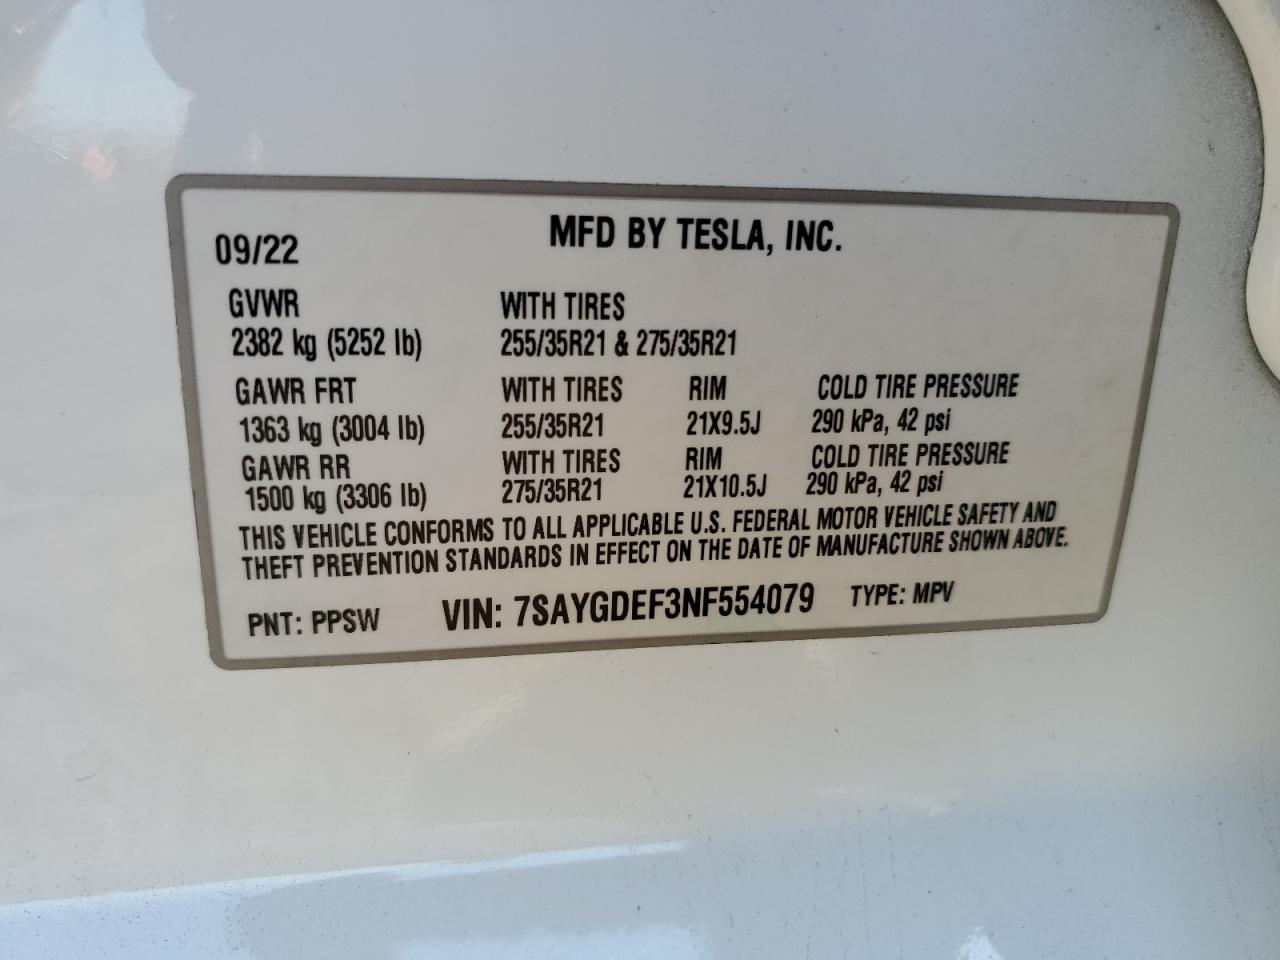 MFD BY TESLA, INC.
09/22
GVWR WITH TIRES
2382 kg (5252 lb) 255/35R21 & 275/35R21
GAWR FRT WITH TIRES RIM COLD TIRE PRESSURE
1363 kg (3004 lb) 255/35R21 21X9.5J 290 kPa, 42 psi
GAWR RR WITH TIRES RIM COLD TIRE PRESSURE
1500 kg (3306 lb) 275/35R21 21X10.5J 290 kPa, 42 psi
THIS VEHICLE CONFORMS TO ALL APPLICABLE U.S. FEDERAL MOTOR VEHICLE SAFETY AND
THEFT PREVENTION STANDARDS IN EFFECT ON THE DATE OF MANUFACTURE SHOWN ABOVE.
PNT: PPSW VIN: 7SAYGDEF3NF554079 TYPE: MPV